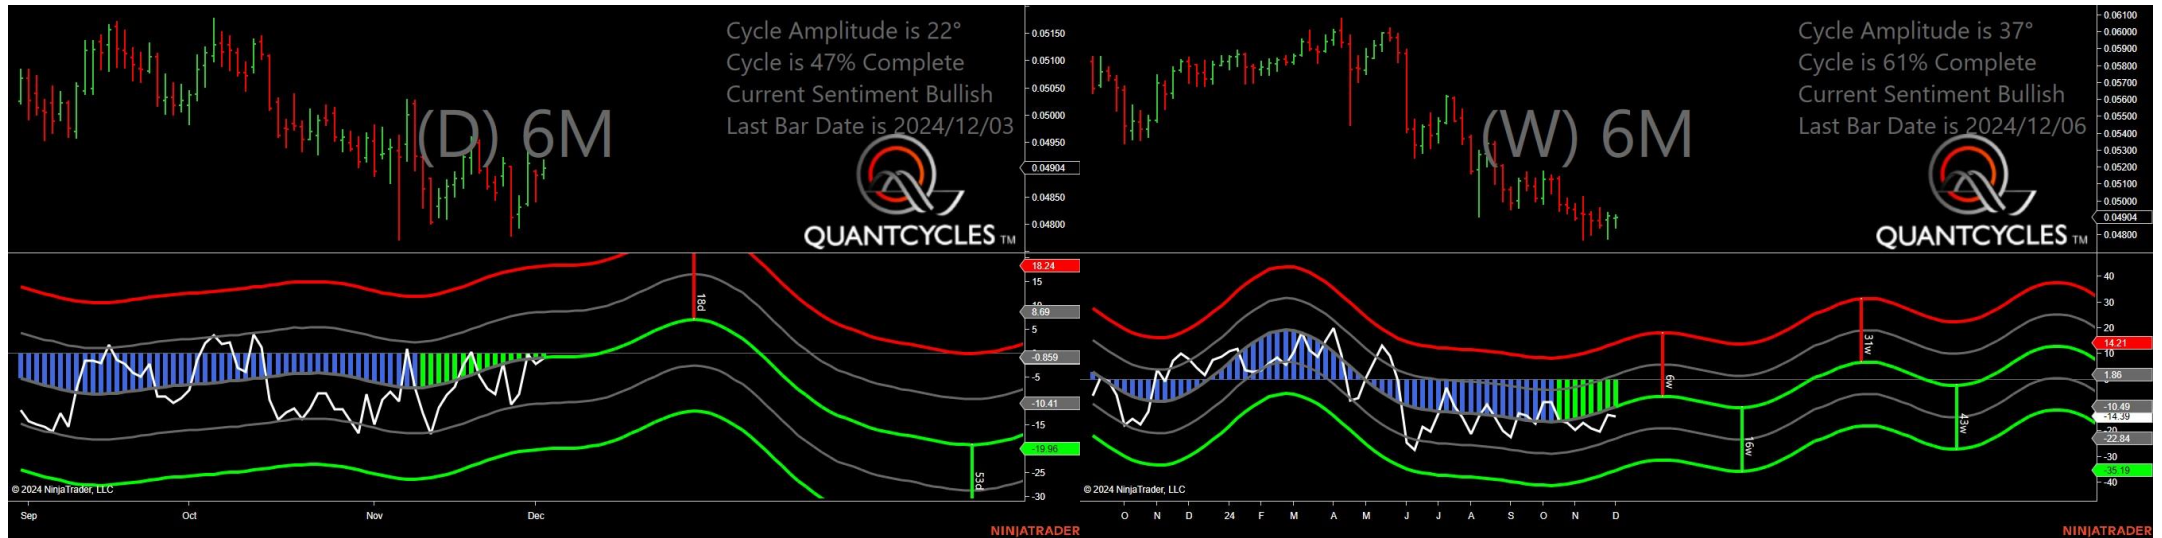 Cycle Amplitude is 22°
Cycle is 47% Complete
Current Sentiment Bullish
Last Bar Date is 2024/12/03
(D) 6M
QUANTCYCLES TM
0.05150
0.05100
0.05050
0.05000
0.04950
0.04904
0.04850
0.04800
18.24
15
8.69
5
-0.859
-5
-10.41
-15
-19.96
-25
-30
18d
53d
© 2024 NinjaTrader, LLC
Sep Oct Nov Dec
NINJATRADER
Cycle Amplitude is 37°
Cycle is 61% Complete
Current Sentiment Bullish
Last Bar Date is 2024/12/06
(W) 6M
QUANTCYCLES TM
0.06100
0.06000
0.05900
0.05800
0.05700
0.05600
0.05500
0.05400
0.05300
0.05200
0.05100
0.05000
0.04904
0.04800
40
30
20
14.21
10
1.86
-10.49
-14.39
-22.84
-30
-35.19
-40
6w
16w
31w
43w
© 2024 NinjaTrader, LLC
O N D 24 F M A M J J A S O N D
NINJATRADER